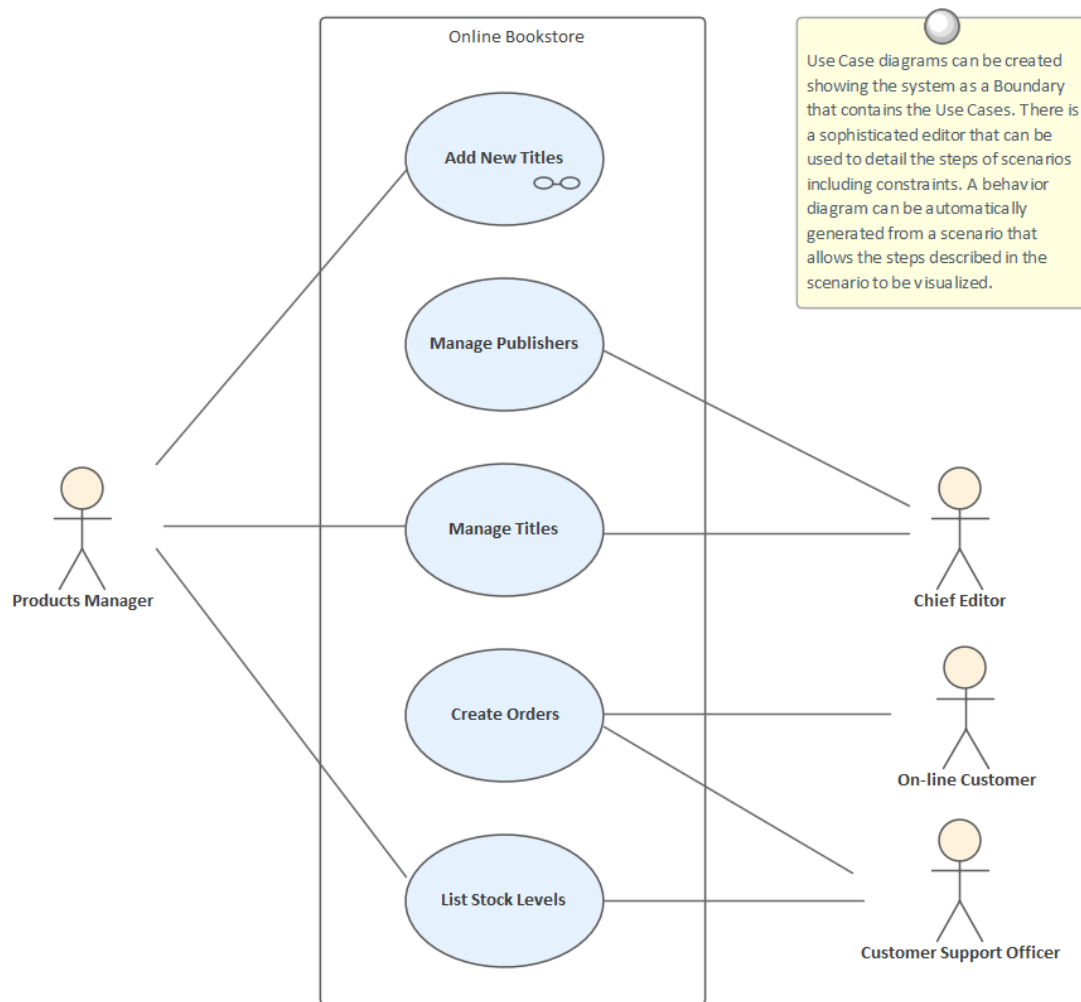 Online Bookstore
Use Case diagrams can be created
showing the system as a Boundary
that contains the Use Cases. There is
a sophisticated editor that can be
used to detail the steps of scenarios
including constraints. A behavior
diagram can be automatically
generated from a scenario that
allows the steps described in the
scenario to be visualized.
Add New Titles
Manage Publishers
Manage Titles
Products Manager
Chief Editor
Create Orders
On-line Customer
List Stock Levels
Customer Support Officer